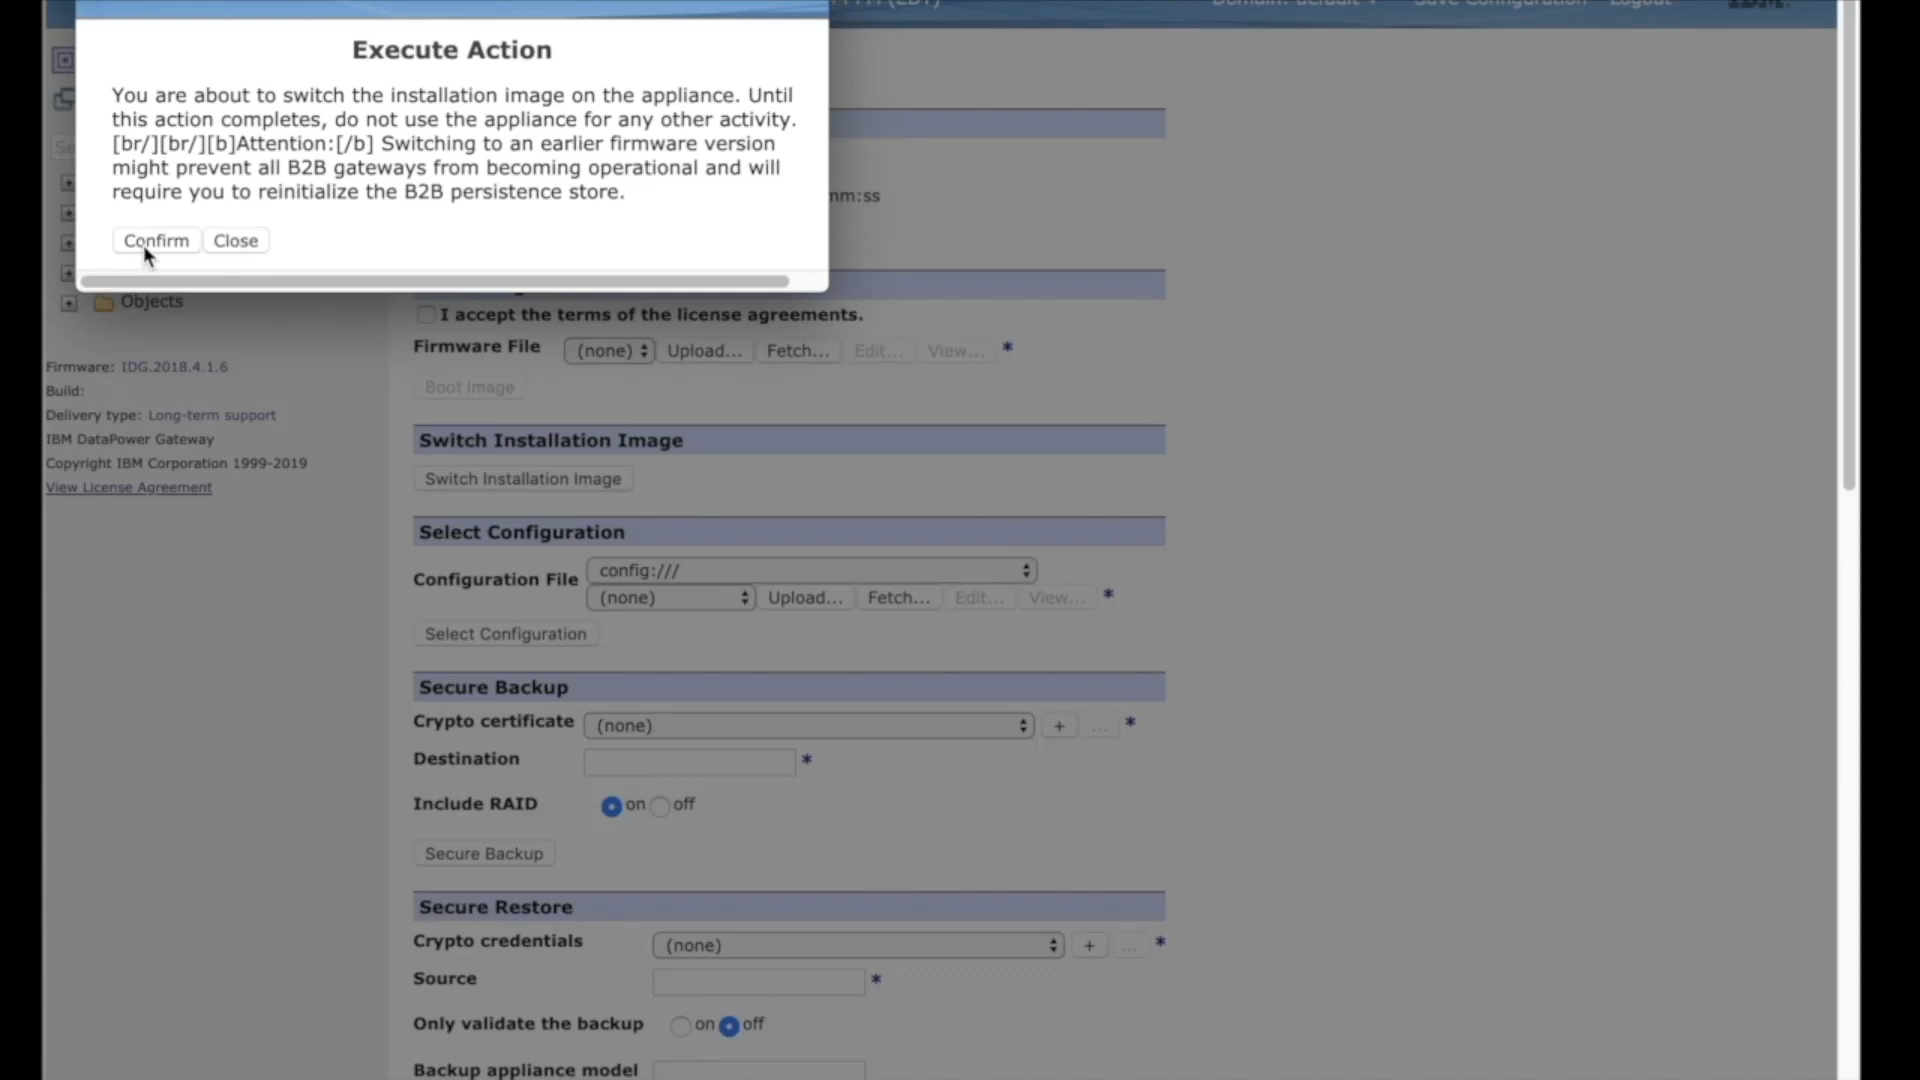 Execute Action
You are about to switch the installation image on the appliance. Until
this action completes, do not use the appliance for any other activity.
[br/][br/][b]Attention:[/b] Switching to an earlier firmware version
might prevent all B2B gateways from becoming operational and will
require you to reinitialize the B2B persistence store.
Confirm Close
Domain: default Save Configuration Logout
(EDT)
mm:ss
Objects
Firmware: IDG.2018.4.1.6
Build:
Delivery type: Long-term support
IBM DataPower Gateway
Copyright IBM Corporation 1999-2019
View License Agreement
I accept the terms of the license agreements.
Firmware File (none) Upload... Fetch... Edit... View... *
Boot Image
Switch Installation Image
Switch Installation Image
Select Configuration
Configuration File config:///
(none) Upload... Fetch... Edit... View... *
Select Configuration
Secure Backup
Crypto certificate (none) + ... *
Destination *
Include RAID on off
Secure Backup
Secure Restore
Crypto credentials (none) + ... *
Source *
Only validate the backup on off
Backup appliance model